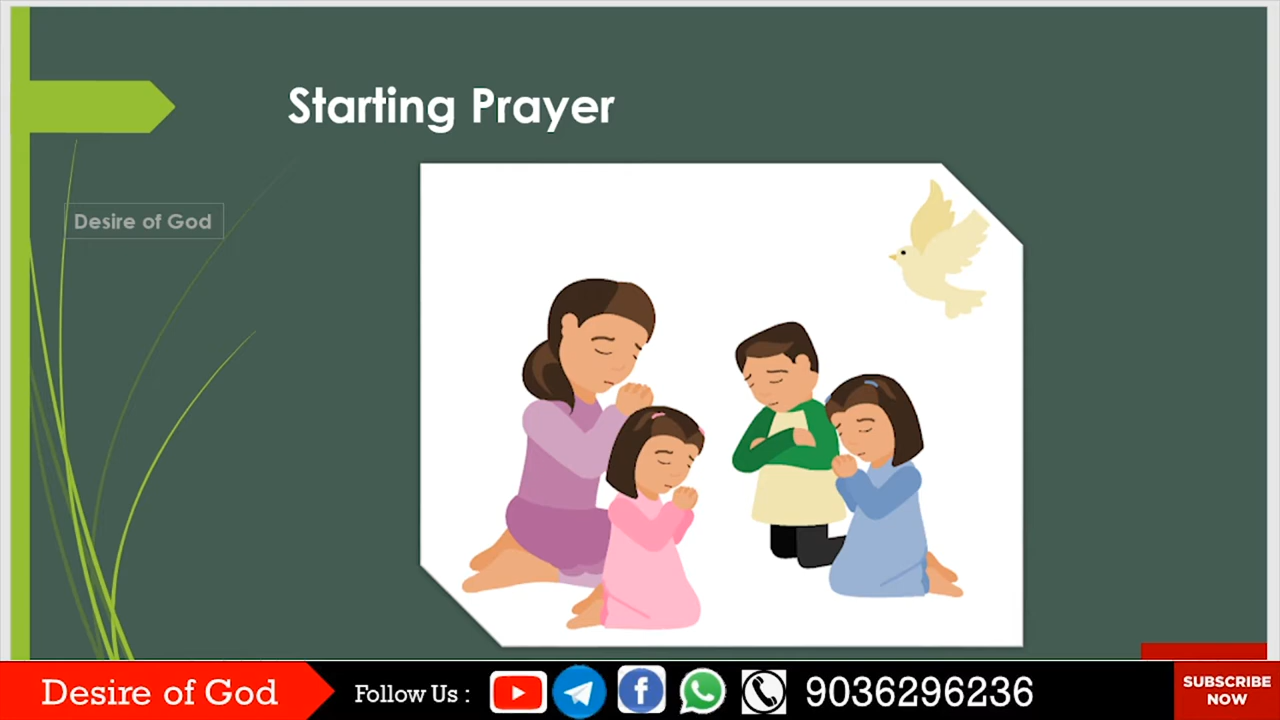 Starting Prayer
Desire of God
Desire of God
Follow Us :
9036296236
SUBSCRIBE
NOW